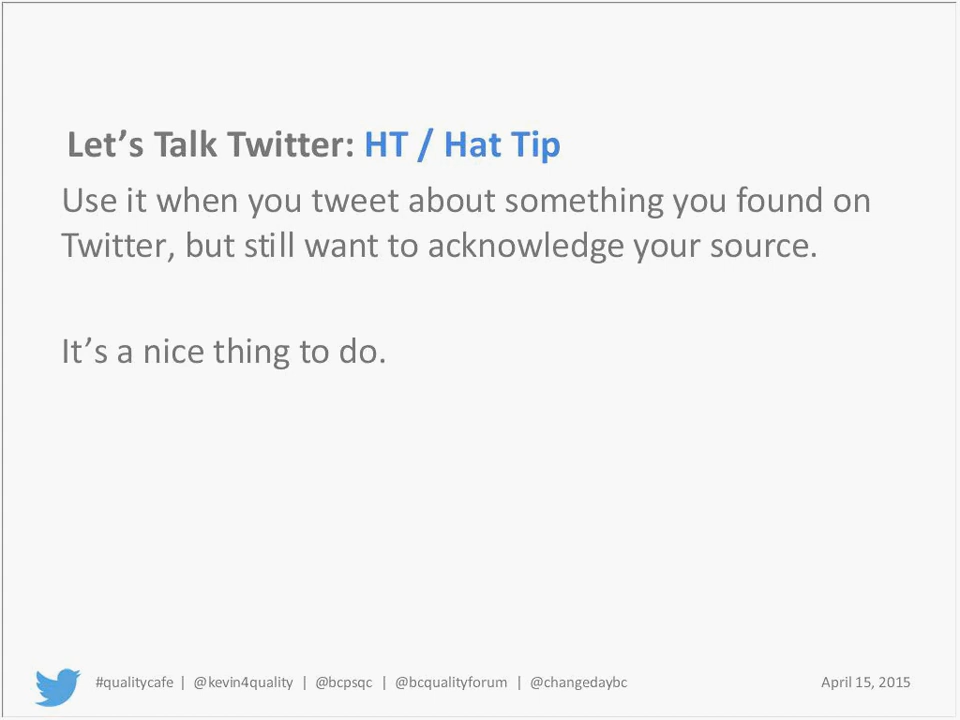 Let’s Talk Twitter: HT / Hat Tip
Use it when you tweet about something you found on
Twitter, but still want to acknowledge your source.
It’s a nice thing to do.
#qualitycafe | @kevin4quality | @bcpsqc | @bcqualityforum | @changedaybc April 15, 2015